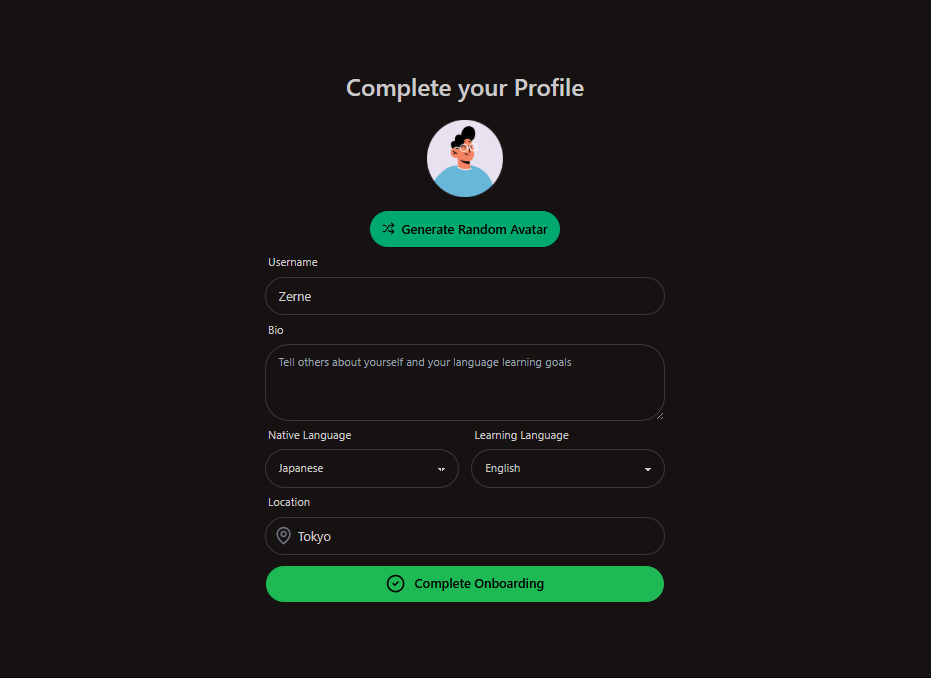 Complete your Profile
Generate Random Avatar
Username
Zerne
Bio
Tell others about yourself and your language learning goals
Native Language
Learning Language
Japanese
English
Location
Tokyo
Complete Onboarding